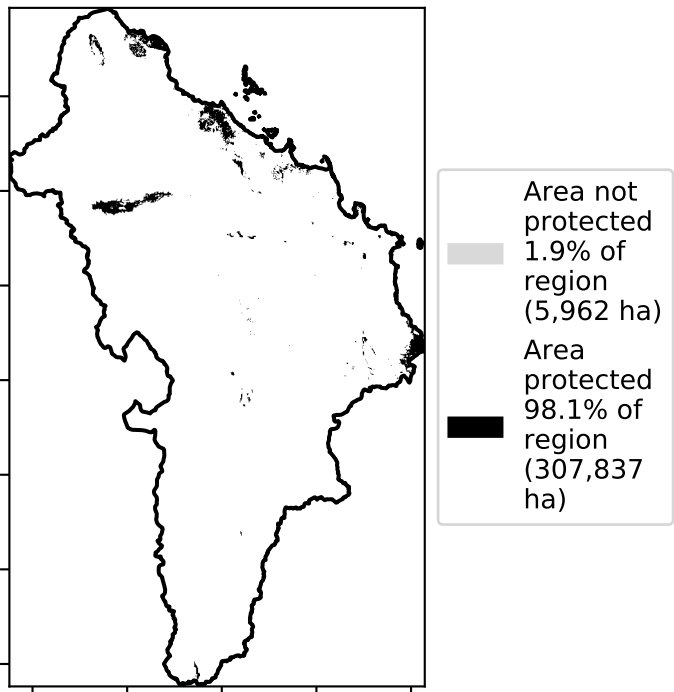 Area not
protected
1.9% of
region
(5,962 ha)
Area
protected
98.1% of
region
(307,837
ha)